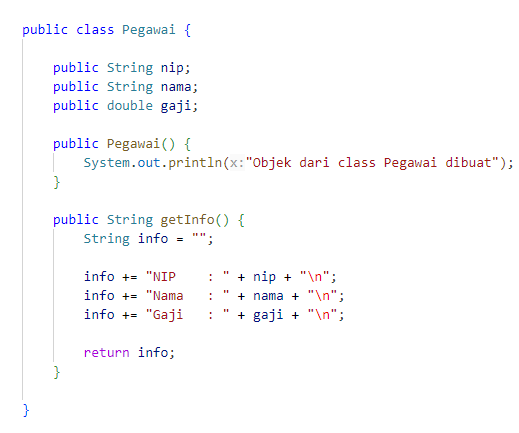 public class Pegawai {
public String nip;
public String nama;
public double gaji;
public Pegawai() {
System.out.println(x:"Objek dari class Pegawai dibuat");
}
public String getInfo() {
String info = "";
info += "NIP    : " + nip + "\n";
info += "Nama   : " + nama + "\n";
info += "Gaji   : " + gaji + "\n";
return info;
}
}